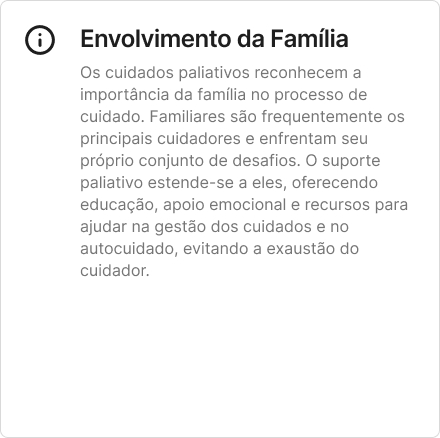 Envolvimento da Família
Os cuidados paliativos reconhecem a
importância da família no processo de
cuidado. Familiares são frequentemente os
principais cuidadores e enfrentam seu
próprio conjunto de desafios. O suporte
paliativo estende-se a eles, oferecendo
educação, apoio emocional e recursos para
ajudar na gestão dos cuidados e no
autocuidado, evitando a exaustão do
cuidador.